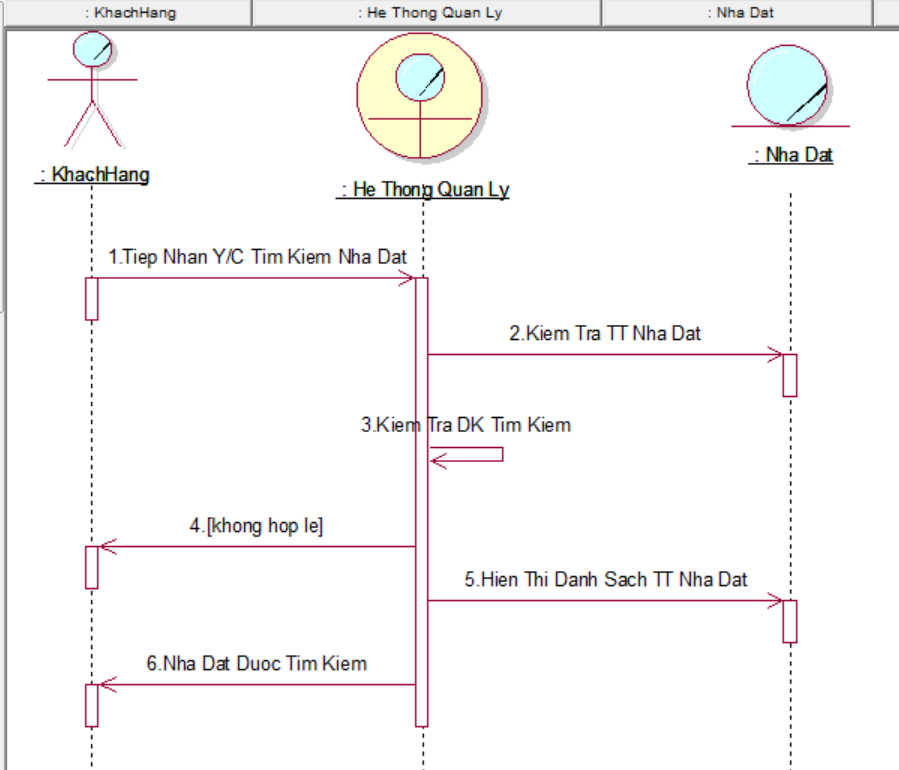 : KhachHang
: He Thong Quan Ly
: Nha Dat
: KhachHang
: He Thong Quan Ly
: Nha Dat
1.Tiep Nhan Y/C Tim Kiem Nha Dat
2.Kiem Tra TT Nha Dat
3.Kiem Tra DK Tim Kiem
4.[khong hop le]
5.Hien Thi Danh Sach TT Nha Dat
6.Nha Dat Duoc Tim Kiem